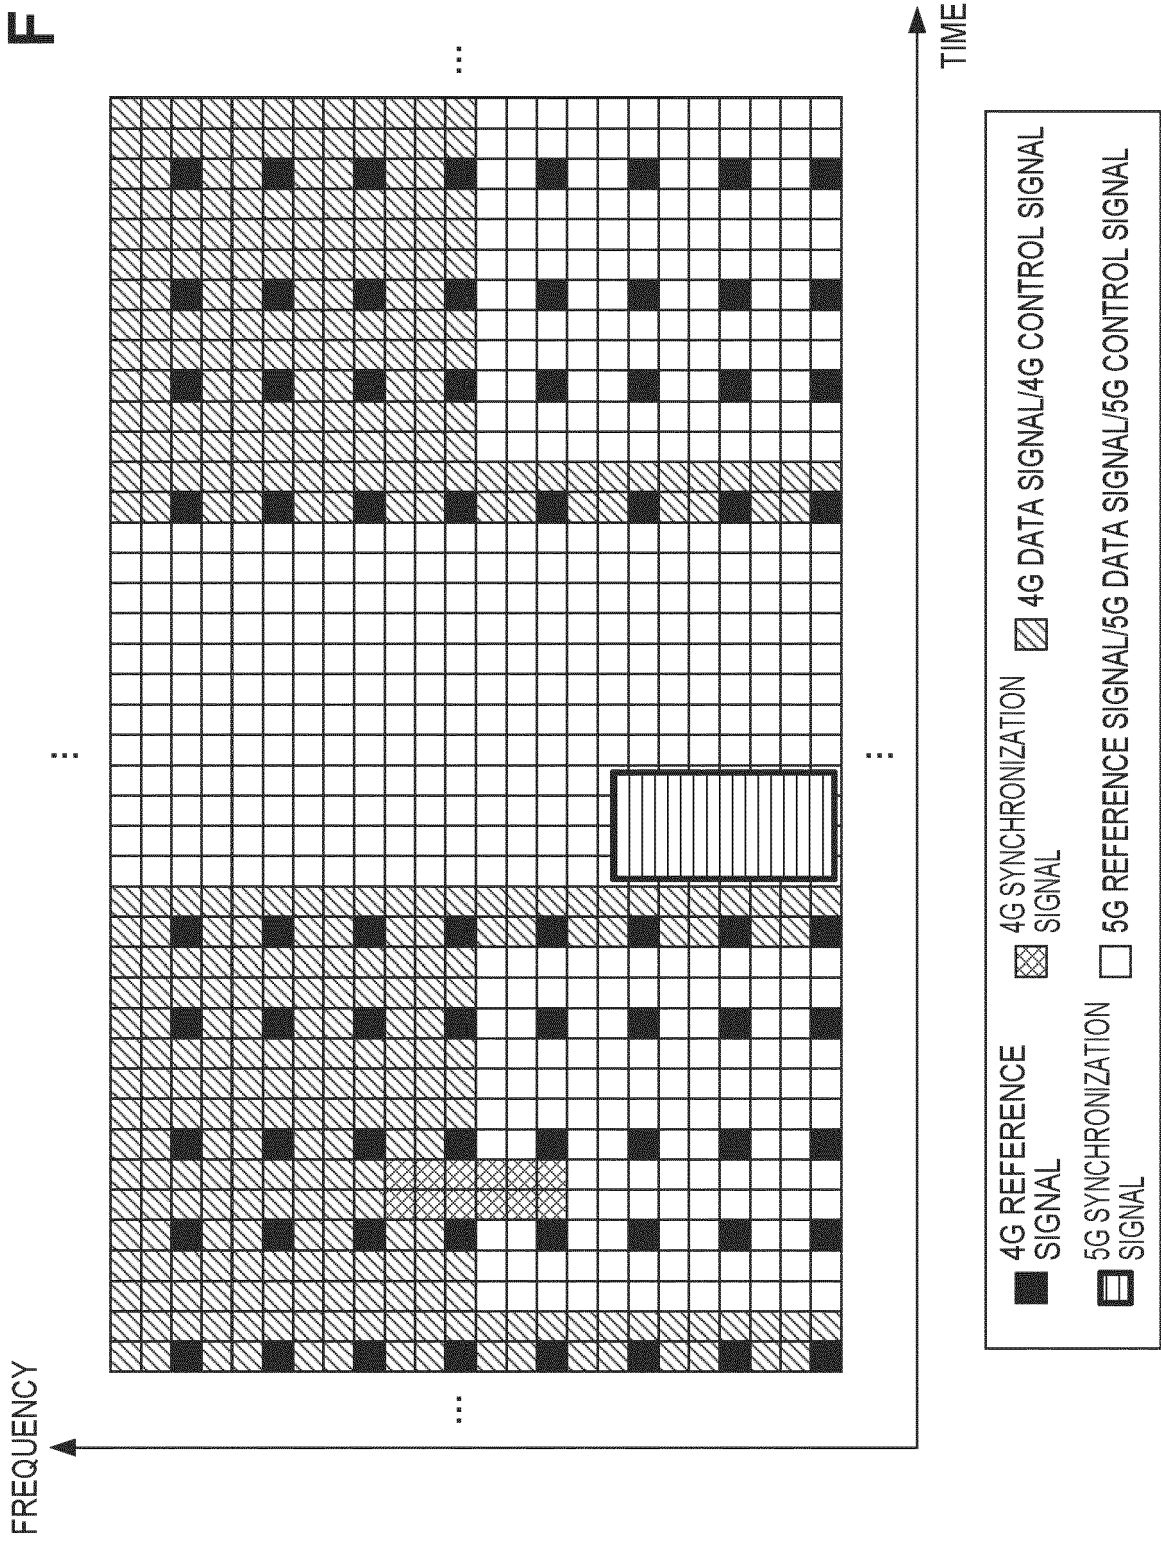 F
FREQUENCY
...
...
...
...
TIME
4G REFERENCE
SIGNAL
4G SYNCHRONIZATION
SIGNAL
4G DATA SIGNAL/4G CONTROL SIGNAL
5G SYNCHRONIZATION
SIGNAL
5G REFERENCE SIGNAL/5G DATA SIGNAL/5G CONTROL SIGNAL